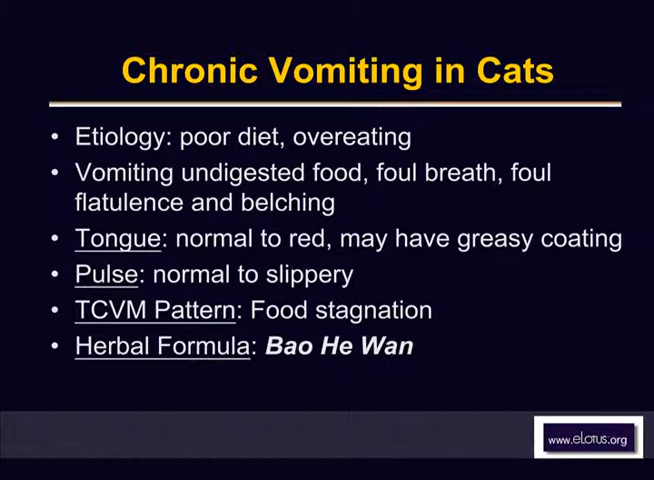 Chronic Vomiting in Cats
• Etiology: poor diet, overeating
• Vomiting undigested food, foul breath, foul
flatulence and belching
• Tongue: normal to red, may have greasy coating
• Pulse: normal to slippery
• TCVM Pattern: Food stagnation
• Herbal Formula: Bao He Wan
www.eLotus.org